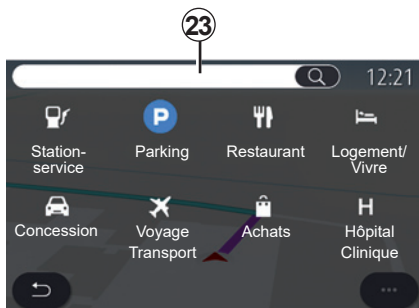 23
12:21
P
Station-
service
Parking
Restaurant
Logement/
Vivre
Concession
Voyage
Transport
Achats
H
Hôpital
Clinique